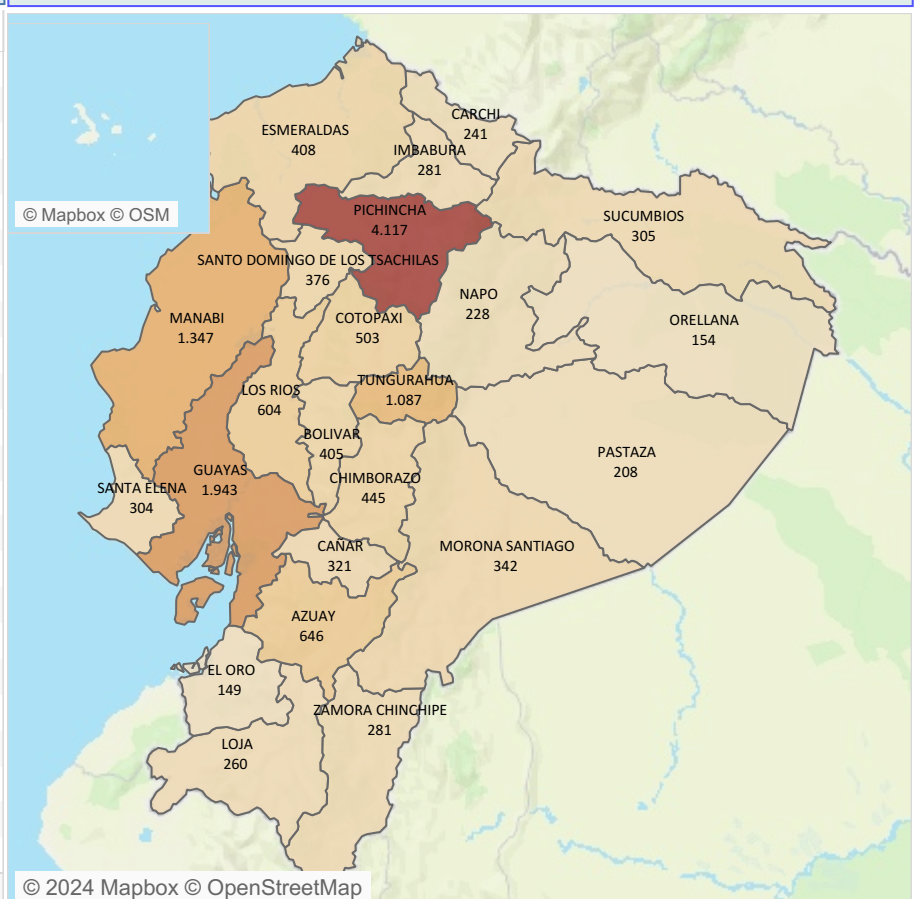 CARCHI
241
ESMERALDAS
408
IMBABURA
281
© Mapbox © OSM
PICHINCHA
4.117
SUCUMBIOS
305
SANTO DOMINGO DE LOS TSACHILAS
376
NAPO
228
MANABI
1.347
COTOPAXI
503
ORELLANA
154
TUNGURAHUA
1.087
LOS RIOS
604
BOLIVAR
405
PASTAZA
208
GUAYAS
1.943
CHIMBORAZO
445
SANTA ELENA
304
CAÑAR
321
MORONA SANTIAGO
342
AZUAY
646
EL ORO
149
ZAMORA CHINCHIPE
281
LOJA
260
© 2024 Mapbox © OpenStreetMap